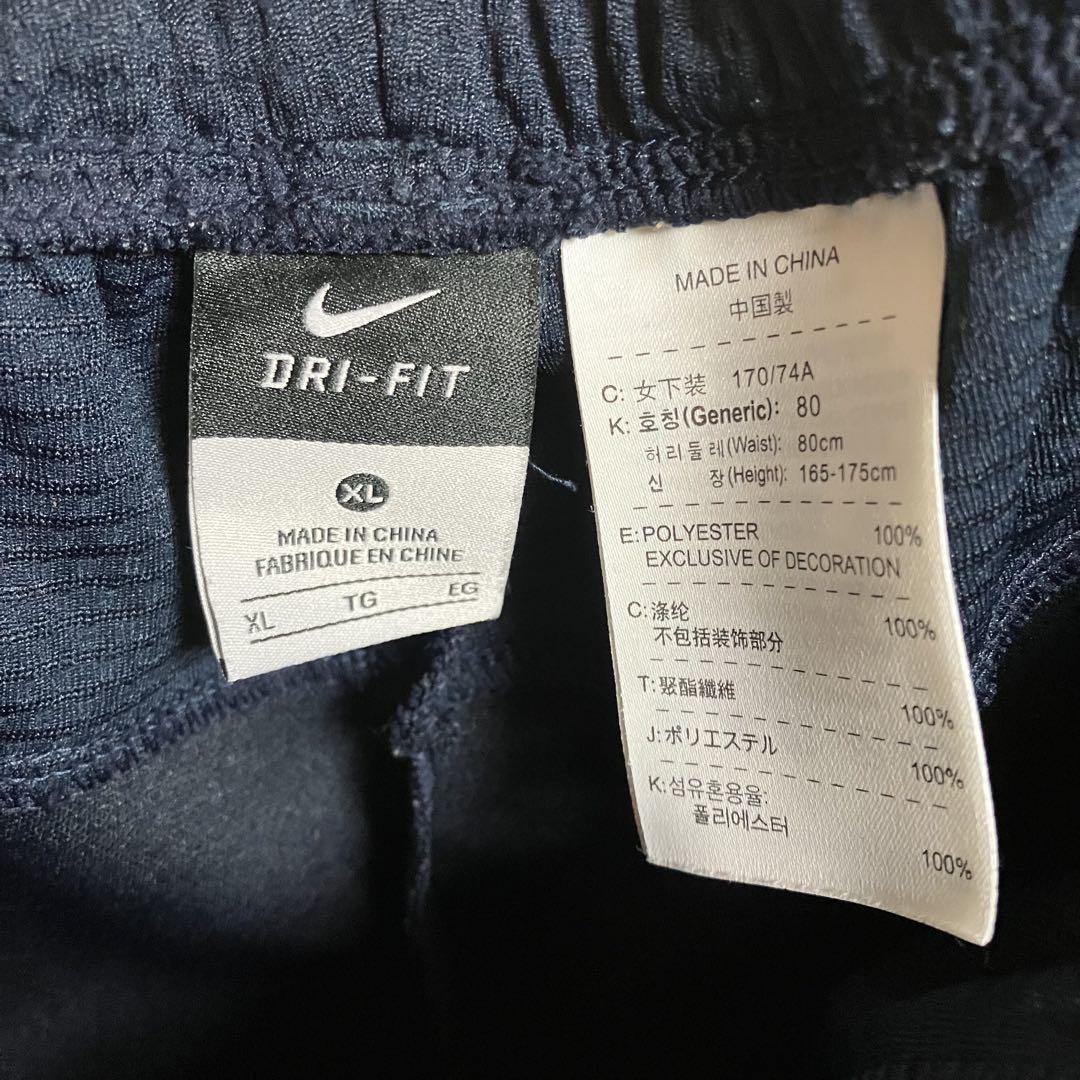 DRI-FIT
XL
MADE IN CHINA
FABRIQUE EN CHINE
XL TG EG
MADE IN CHINA
中国製
C: 女下装 170/74A
K: 호칭(Generic): 80
허리둘레(Waist): 80cm
신 장(Height): 165-175cm
E: POLYESTER 100%
EXCLUSIVE OF DECORATION
C: 涤纶 100%
不包括装饰部分
T: 聚酯纖維 100%
J: ポリエステル 100%
K: 섬유혼용율:
폴리에스터 100%